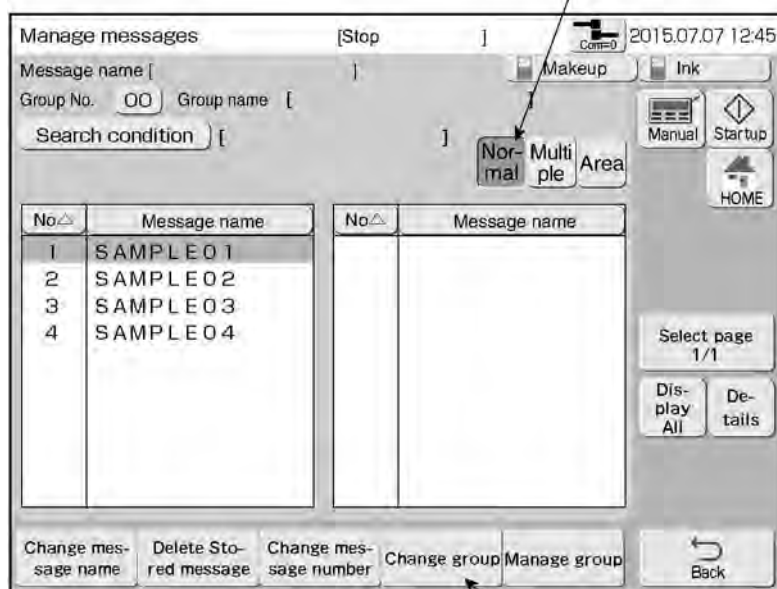 Manage messages [Stop ] Com=0 2015.07.07 12:45
Message name [ ] Makeup Ink
Group No. 00 Group name [ ]
Search condition [ ]
Nor-
mal
Multi
ple
Area
Manual
Startup
HOME
No△ Message name No△ Message name
1 SAMPLE01
2 SAMPLE02
3 SAMPLE03
4 SAMPLE04
Select page
1/1
Dis-
play
All
De-
tails
Change mes-
sage name
Delete Sto-
red message
Change mes-
sage number
Change group
Manage group
Back